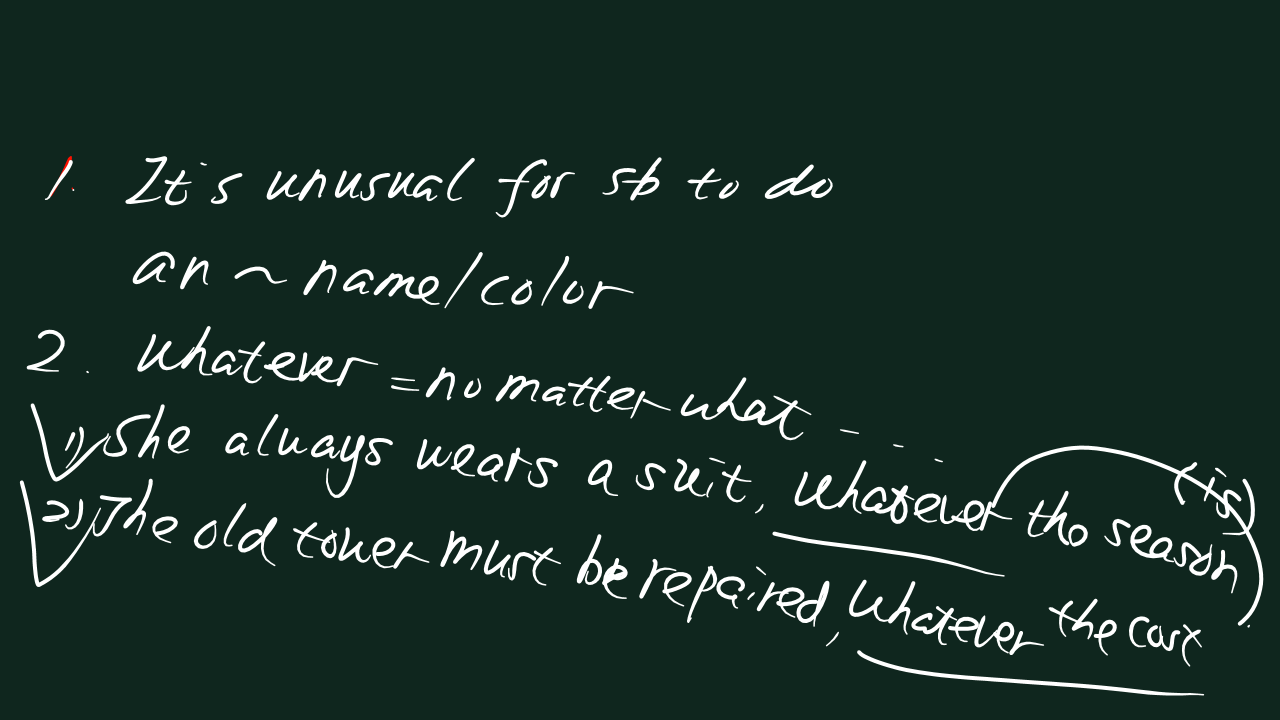 1. It's unusual for sb to do
an ~ name/color
2. Whatever = no matter what ...
1) She always wears a suit, whatever the season (is)
2) The old tower must be repaired, whatever the cost